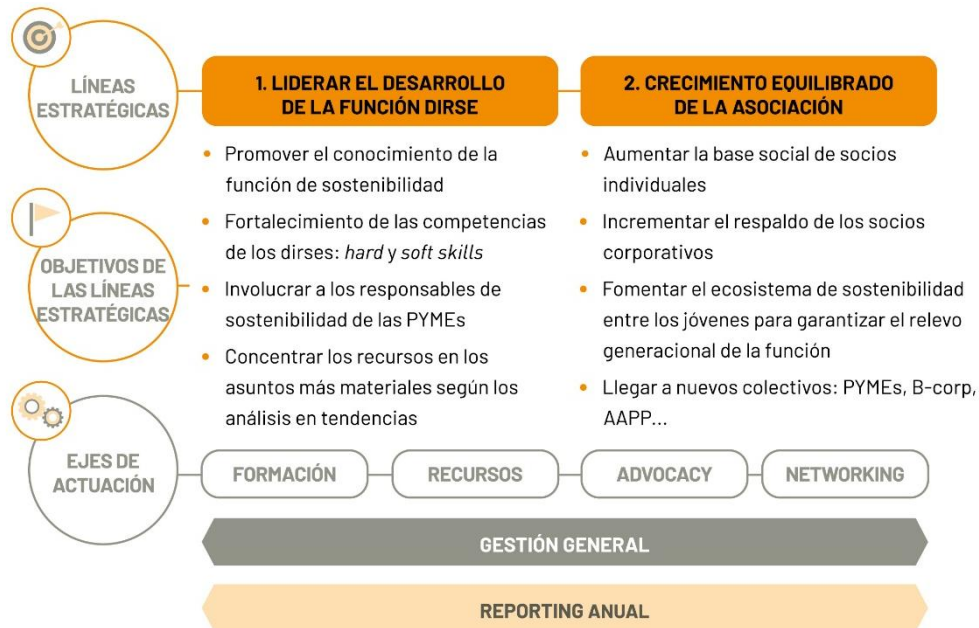 LÍNEAS
ESTRATÉGICAS
1. LIDERAR EL DESARROLLO
DE LA FUNCIÓN DIRSE
2. CRECIMIENTO EQUILIBRADO
DE LA ASOCIACIÓN
OBJETIVOS DE
LAS LÍNEAS
ESTRATÉGICAS
• Promover el conocimiento de la
función de sostenibilidad
• Fortalecimiento de las competencias
de los dirses: hard y soft skills
• Involucrar a los responsables de
sostenibilidad de las PYMEs
• Concentrar los recursos en los
asuntos más materiales según los
análisis en tendencias
• Aumentar la base social de socios
individuales
• Incrementar el respaldo de los socios
corporativos
• Fomentar el ecosistema de sostenibilidad
entre los jóvenes para garantizar el relevo
generacional de la función
• Llegar a nuevos colectivos: PYMEs, B-corp,
AAPP...
EJES DE
ACTUACIÓN
FORMACIÓN
RECURSOS
ADVOCACY
NETWORKING
GESTIÓN GENERAL
REPORTING ANUAL